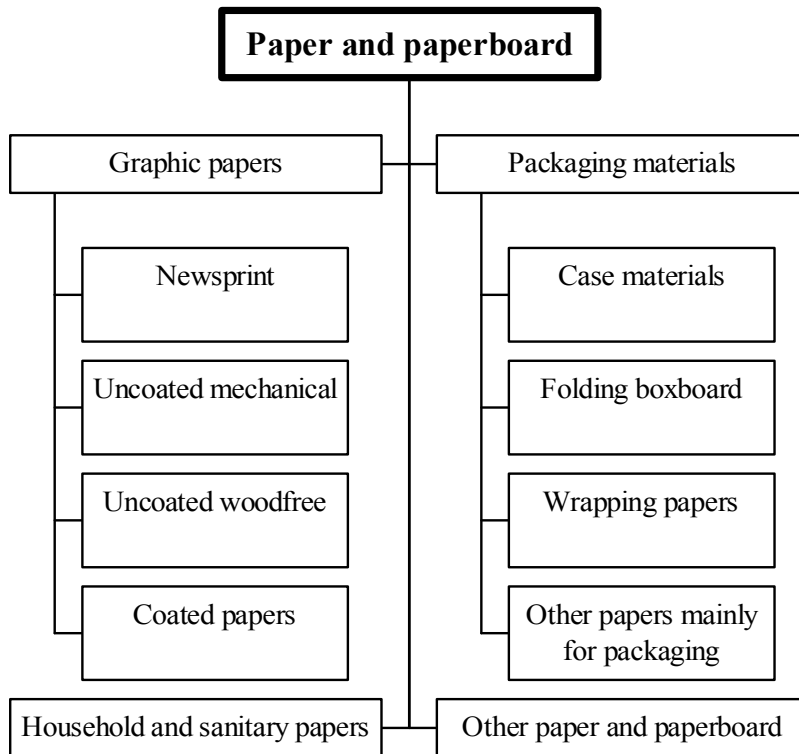 Paper and paperboard
Graphic papers
Packaging materials
Newsprint
Case materials
Uncoated mechanical
Folding boxboard
Uncoated woodfree
Wrapping papers
Coated papers
Other papers mainly
for packaging
Household and sanitary papers
Other paper and paperboard